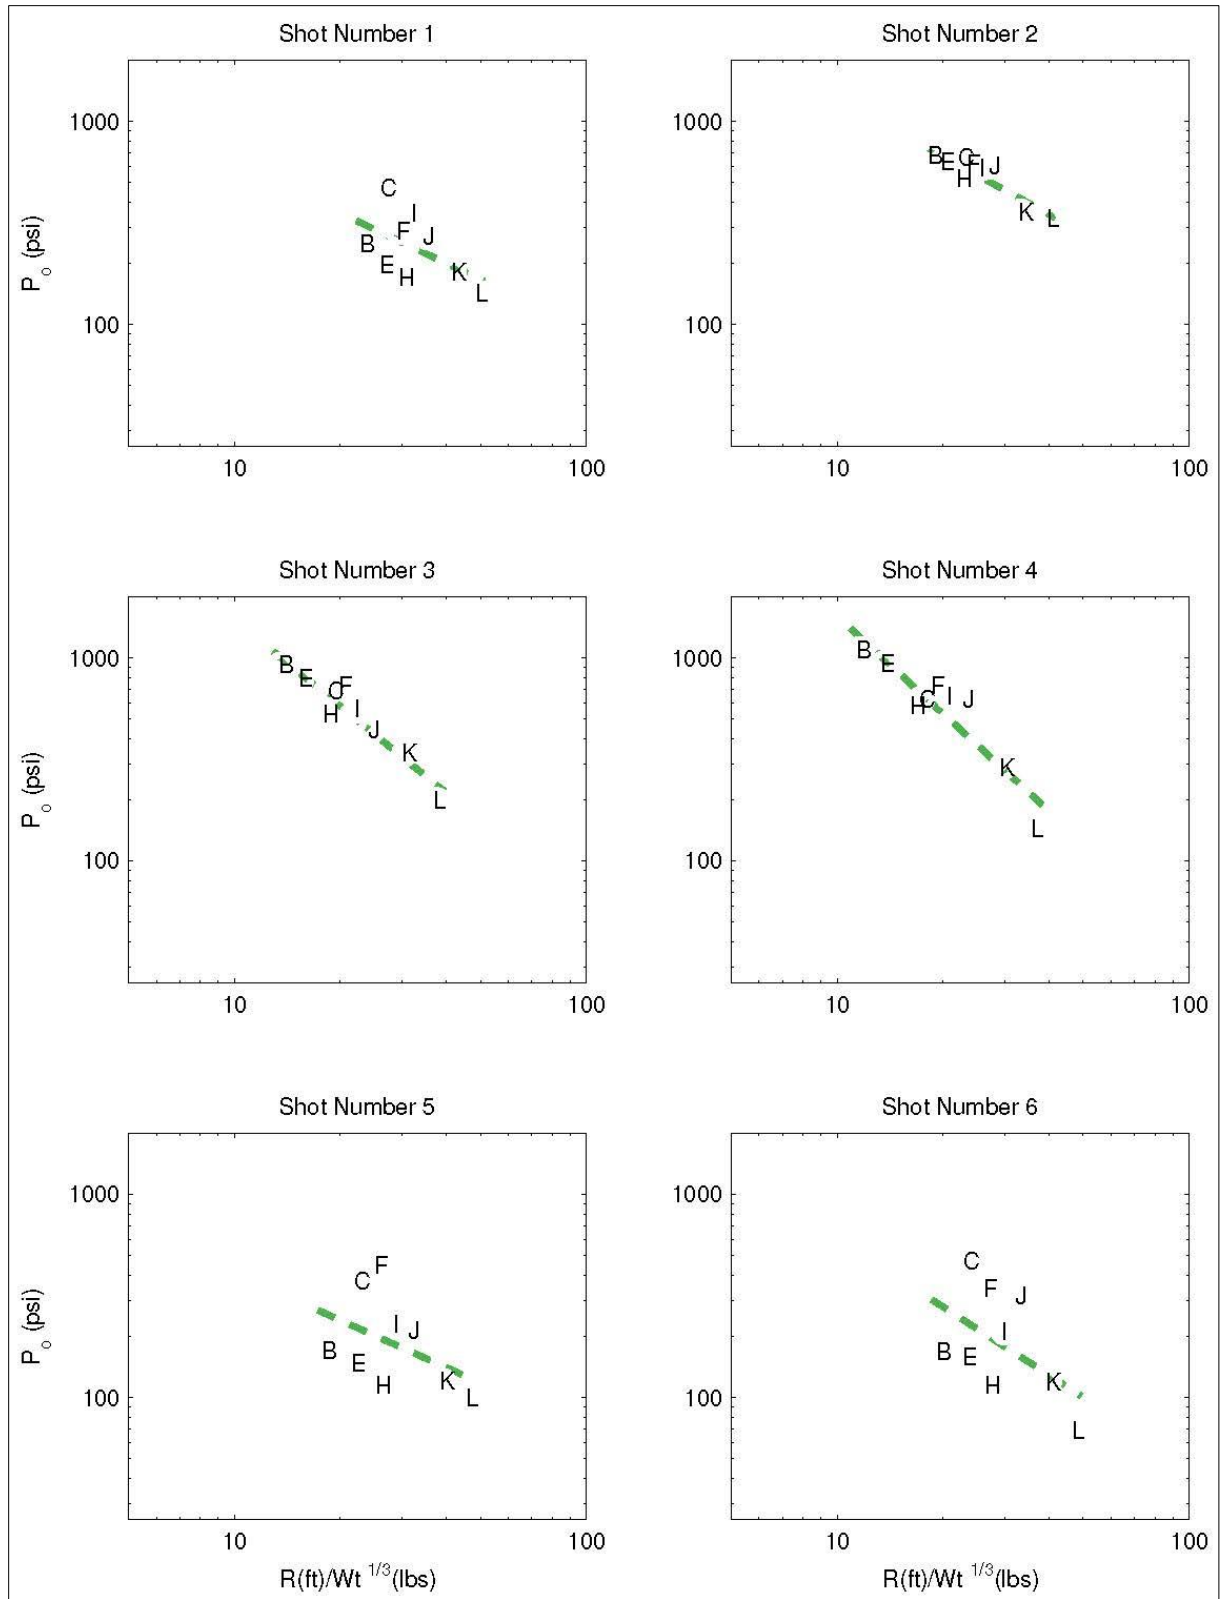 Shot Number 1
Shot Number 2
1000
1000
C
I
F
J
B
E
H
K
L
B
E
C
F
I
J
H
K
L
100
100
P o (psi)
10
100
10
100
Shot Number 3
Shot Number 4
1000
1000
B
E
C
F
H
I
J
K
L
B
E
F
C
H
I
J
K
L
100
100
P o (psi)
10
100
10
100
Shot Number 5
Shot Number 6
1000
1000
F
C
I
J
B
E
H
K
L
C
F
J
I
B
E
H
K
L
100
100
P o (psi)
10
100
10
100
R(ft)/Wt 1/3(lbs)
R(ft)/Wt 1/3(lbs)